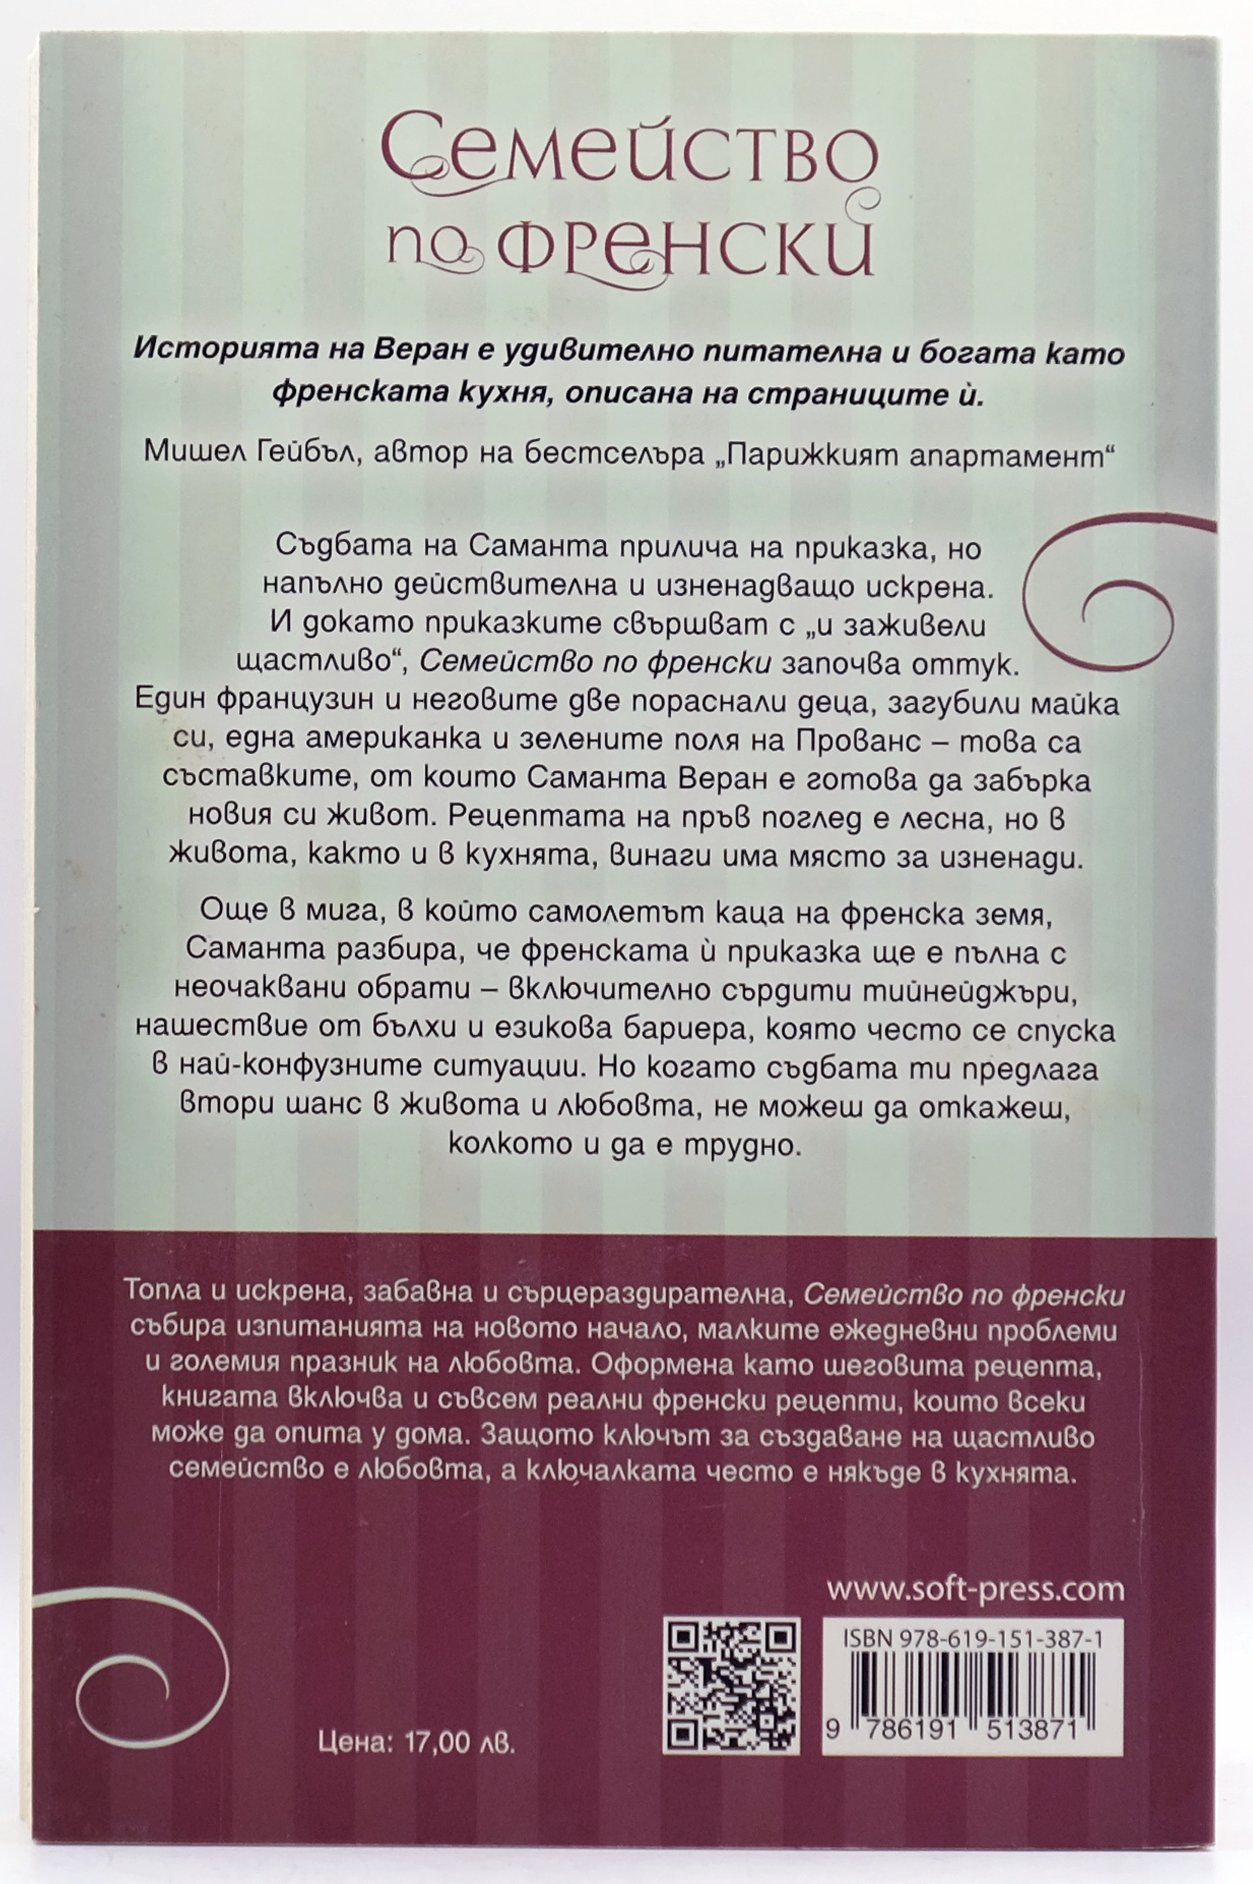 Семейство
по френски
Историята на Веран е удивително питателна и богата като
френската кухня, описана на страниците ѝ.
Мишел Гейбъл, автор на бестселъра „Парижкият апартамент“
Съдбата на Саманта прилича на приказка, но
напълно действителна и изненадващо искрена.
И докато приказките свършват с „и заживели
щастливо“, Семейство по френски започва оттук.
Един французин и неговите две пораснали деца, загубили майка
си, една американка и зелените поля на Прованс – това са
съставките, от които Саманта Веран е готова да забърка
новия си живот. Рецептата на пръв поглед е лесна, но в
живота, както и в кухнята, винаги има място за изненади.
Още в мига, в който самолетът каца на френска земя,
Саманта разбира, че френската ѝ приказка ще е пълна с
неочаквани обрати – включително сърдити тийнейджъри,
нашествие от бълхи и езикова бариера, която често се спуска
в най-конфузните ситуации. Но когато съдбата ти предлага
втори шанс в живота и любовта, не можеш да откажеш,
колкото и да е трудно.
Топла и искрена, забавна и сърцераздирателна, Семейство по френски
събира изпитанията на новото начало, малките ежедневни проблеми
и големия празник на любовта. Оформена като шеговита рецепта,
книгата включва и съвсем реални френски рецепти, които всеки
може да опита у дома. Защото ключът за създаване на щастливо
семейство е любовта, а ключалката често е някъде в кухнята.
www.soft-press.com
ISBN 978-619-151-387-1
9 786191 513871
Цена: 17,00 лв.